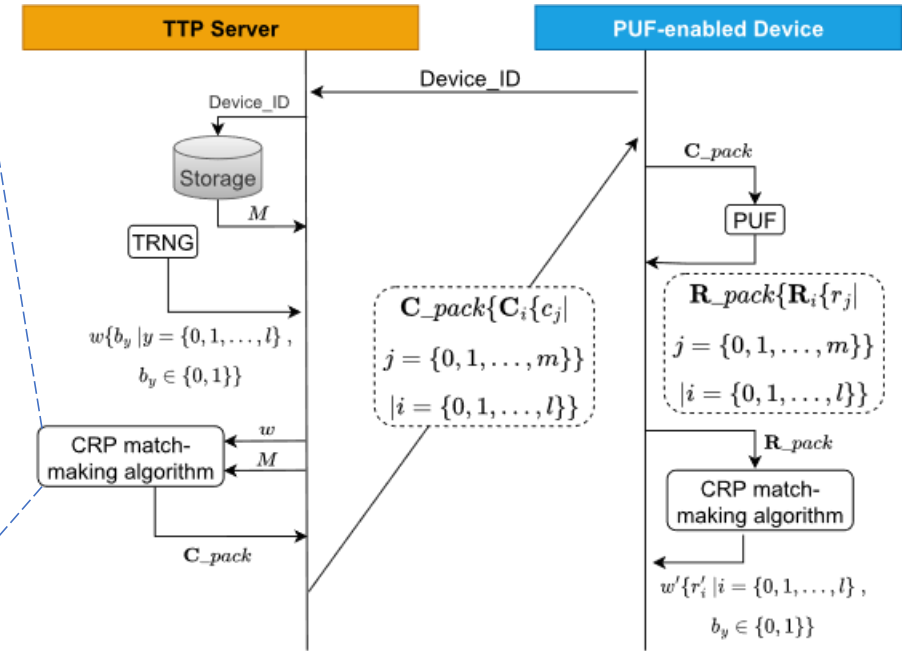 TTP Server
PUF-enabled Device
Device_ID
Device_ID
Storage
M
TRNG
w{b_y |y = {0, 1, . . . , l} ,
b_y ∈ {0, 1}}
w
M
CRP match-
making algorithm
C_pack
C_pack{C_i{c_j|
j = {0, 1, . . . , m}}
|i = {0, 1, . . . , l}}
C_pack
PUF
R_pack{R_i{r_j|
j = {0, 1, . . . , m}}
|i = {0, 1, . . . , l}}
R_pack
CRP match-
making algorithm
w'{r'_i |i = {0, 1, . . . , l} ,
b_y ∈ {0, 1}}